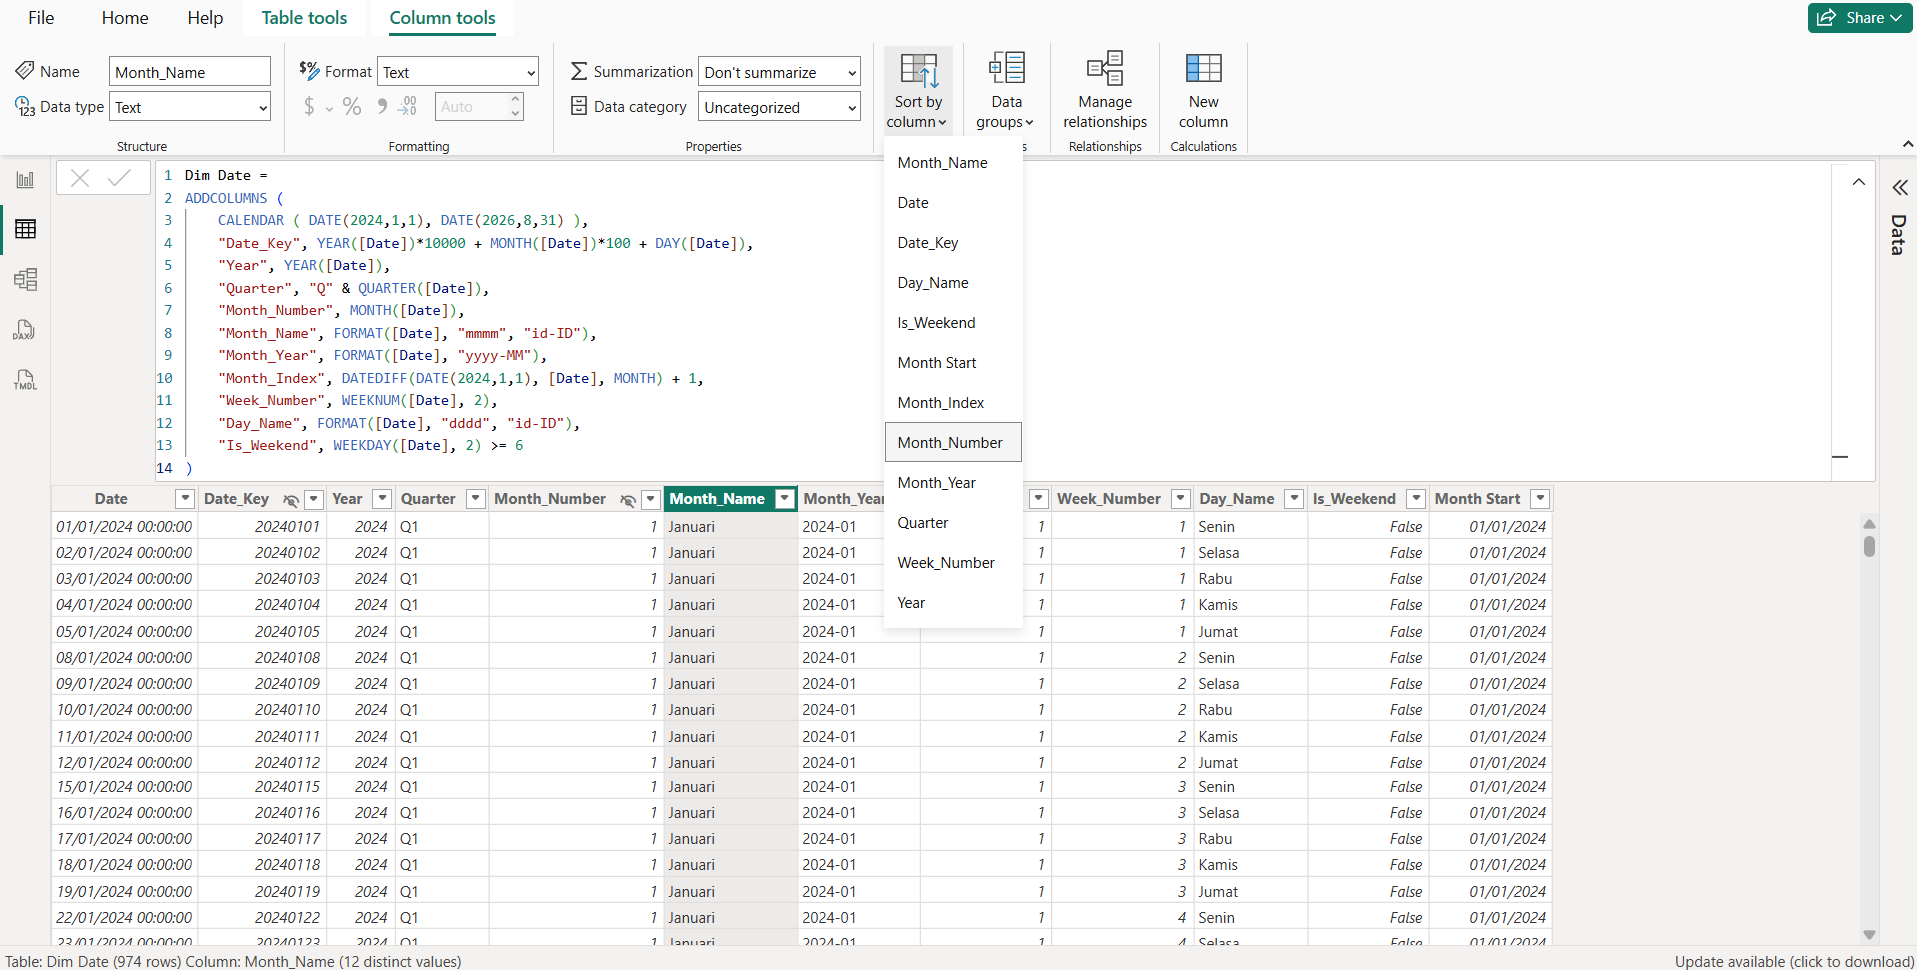 File Home Help Table tools Column tools Share
Name Month_Name
Data type Text
Structure
Format Text
$ % 9 .00 Auto
Formatting
Summarization Don't summarize
Data category Uncategorized
Properties
Sort by column
Data groups
s
Manage relationships
Relationships
New column
Calculations
1 Dim Date =
2 ADDCOLUMNS (
3 CALENDAR ( DATE(2024,1,1), DATE(2026,8,31) ),
4 "Date_Key", YEAR([Date])*10000 + MONTH([Date])*100 + DAY([Date]),
5 "Year", YEAR([Date]),
6 "Quarter", "Q" & QUARTER([Date]),
7 "Month_Number", MONTH([Date]),
8 "Month_Name", FORMAT([Date], "mmmm", "id-ID"),
9 "Month_Year", FORMAT([Date], "yyyy-MM"),
10 "Month_Index", DATEDIFF(DATE(2024,1,1), [Date], MONTH) + 1,
11 "Week_Number", WEEKNUM([Date], 2),
12 "Day_Name", FORMAT([Date], "dddd", "id-ID"),
13 "Is_Weekend", WEEKDAY([Date], 2) >= 6
14 )
Month_Name
Date
Date_Key
Day_Name
Is_Weekend
Month Start
Month_Index
Month_Number
Month_Year
Quarter
Week_Number
Year
Data
DAX
TMDL
Date Date_Key Year Quarter Month_Number Month_Name Month_Year Week_Number Day_Name Is_Weekend Month Start
01/01/2024 00:00:00 20240101 2024 Q1 1 Januari 2024-01 1 1 Senin False 01/01/2024
02/01/2024 00:00:00 20240102 2024 Q1 1 Januari 2024-01 1 1 Selasa False 01/01/2024
03/01/2024 00:00:00 20240103 2024 Q1 1 Januari 2024-01 1 1 Rabu False 01/01/2024
04/01/2024 00:00:00 20240104 2024 Q1 1 Januari 2024-01 1 1 Kamis False 01/01/2024
05/01/2024 00:00:00 20240105 2024 Q1 1 Januari 2024-01 1 1 Jumat False 01/01/2024
08/01/2024 00:00:00 20240108 2024 Q1 1 Januari 2024-01 1 2 Senin False 01/01/2024
09/01/2024 00:00:00 20240109 2024 Q1 1 Januari 2024-01 1 2 Selasa False 01/01/2024
10/01/2024 00:00:00 20240110 2024 Q1 1 Januari 2024-01 1 2 Rabu False 01/01/2024
11/01/2024 00:00:00 20240111 2024 Q1 1 Januari 2024-01 1 2 Kamis False 01/01/2024
12/01/2024 00:00:00 20240112 2024 Q1 1 Januari 2024-01 1 2 Jumat False 01/01/2024
15/01/2024 00:00:00 20240115 2024 Q1 1 Januari 2024-01 1 3 Senin False 01/01/2024
16/01/2024 00:00:00 20240116 2024 Q1 1 Januari 2024-01 1 3 Selasa False 01/01/2024
17/01/2024 00:00:00 20240117 2024 Q1 1 Januari 2024-01 1 3 Rabu False 01/01/2024
18/01/2024 00:00:00 20240118 2024 Q1 1 Januari 2024-01 1 3 Kamis False 01/01/2024
19/01/2024 00:00:00 20240119 2024 Q1 1 Januari 2024-01 1 3 Jumat False 01/01/2024
22/01/2024 00:00:00 20240122 2024 Q1 1 Januari 2024-01 1 4 Senin False 01/01/2024
23/01/2024 00:00:00 20240123 2024 Q1 1 Januari 2024-01 1 4 Selasa False 01/01/2024
Table: Dim Date (974 rows) Column: Month_Name (12 distinct values) Update available (click to download)